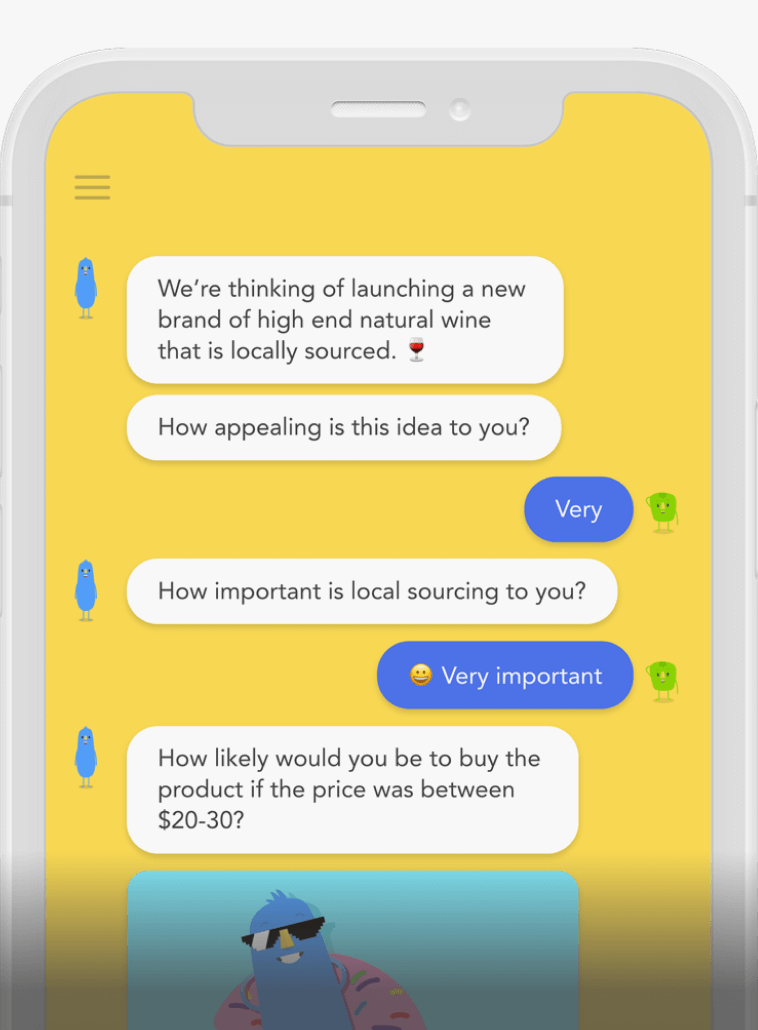 We’re thinking of launching a new
brand of high end natural wine
that is locally sourced. 🍷
How appealing is this idea to you?
Very
How important is local sourcing to you?
😀 Very important
How likely would you be to buy the
product if the price was between
$20-30?